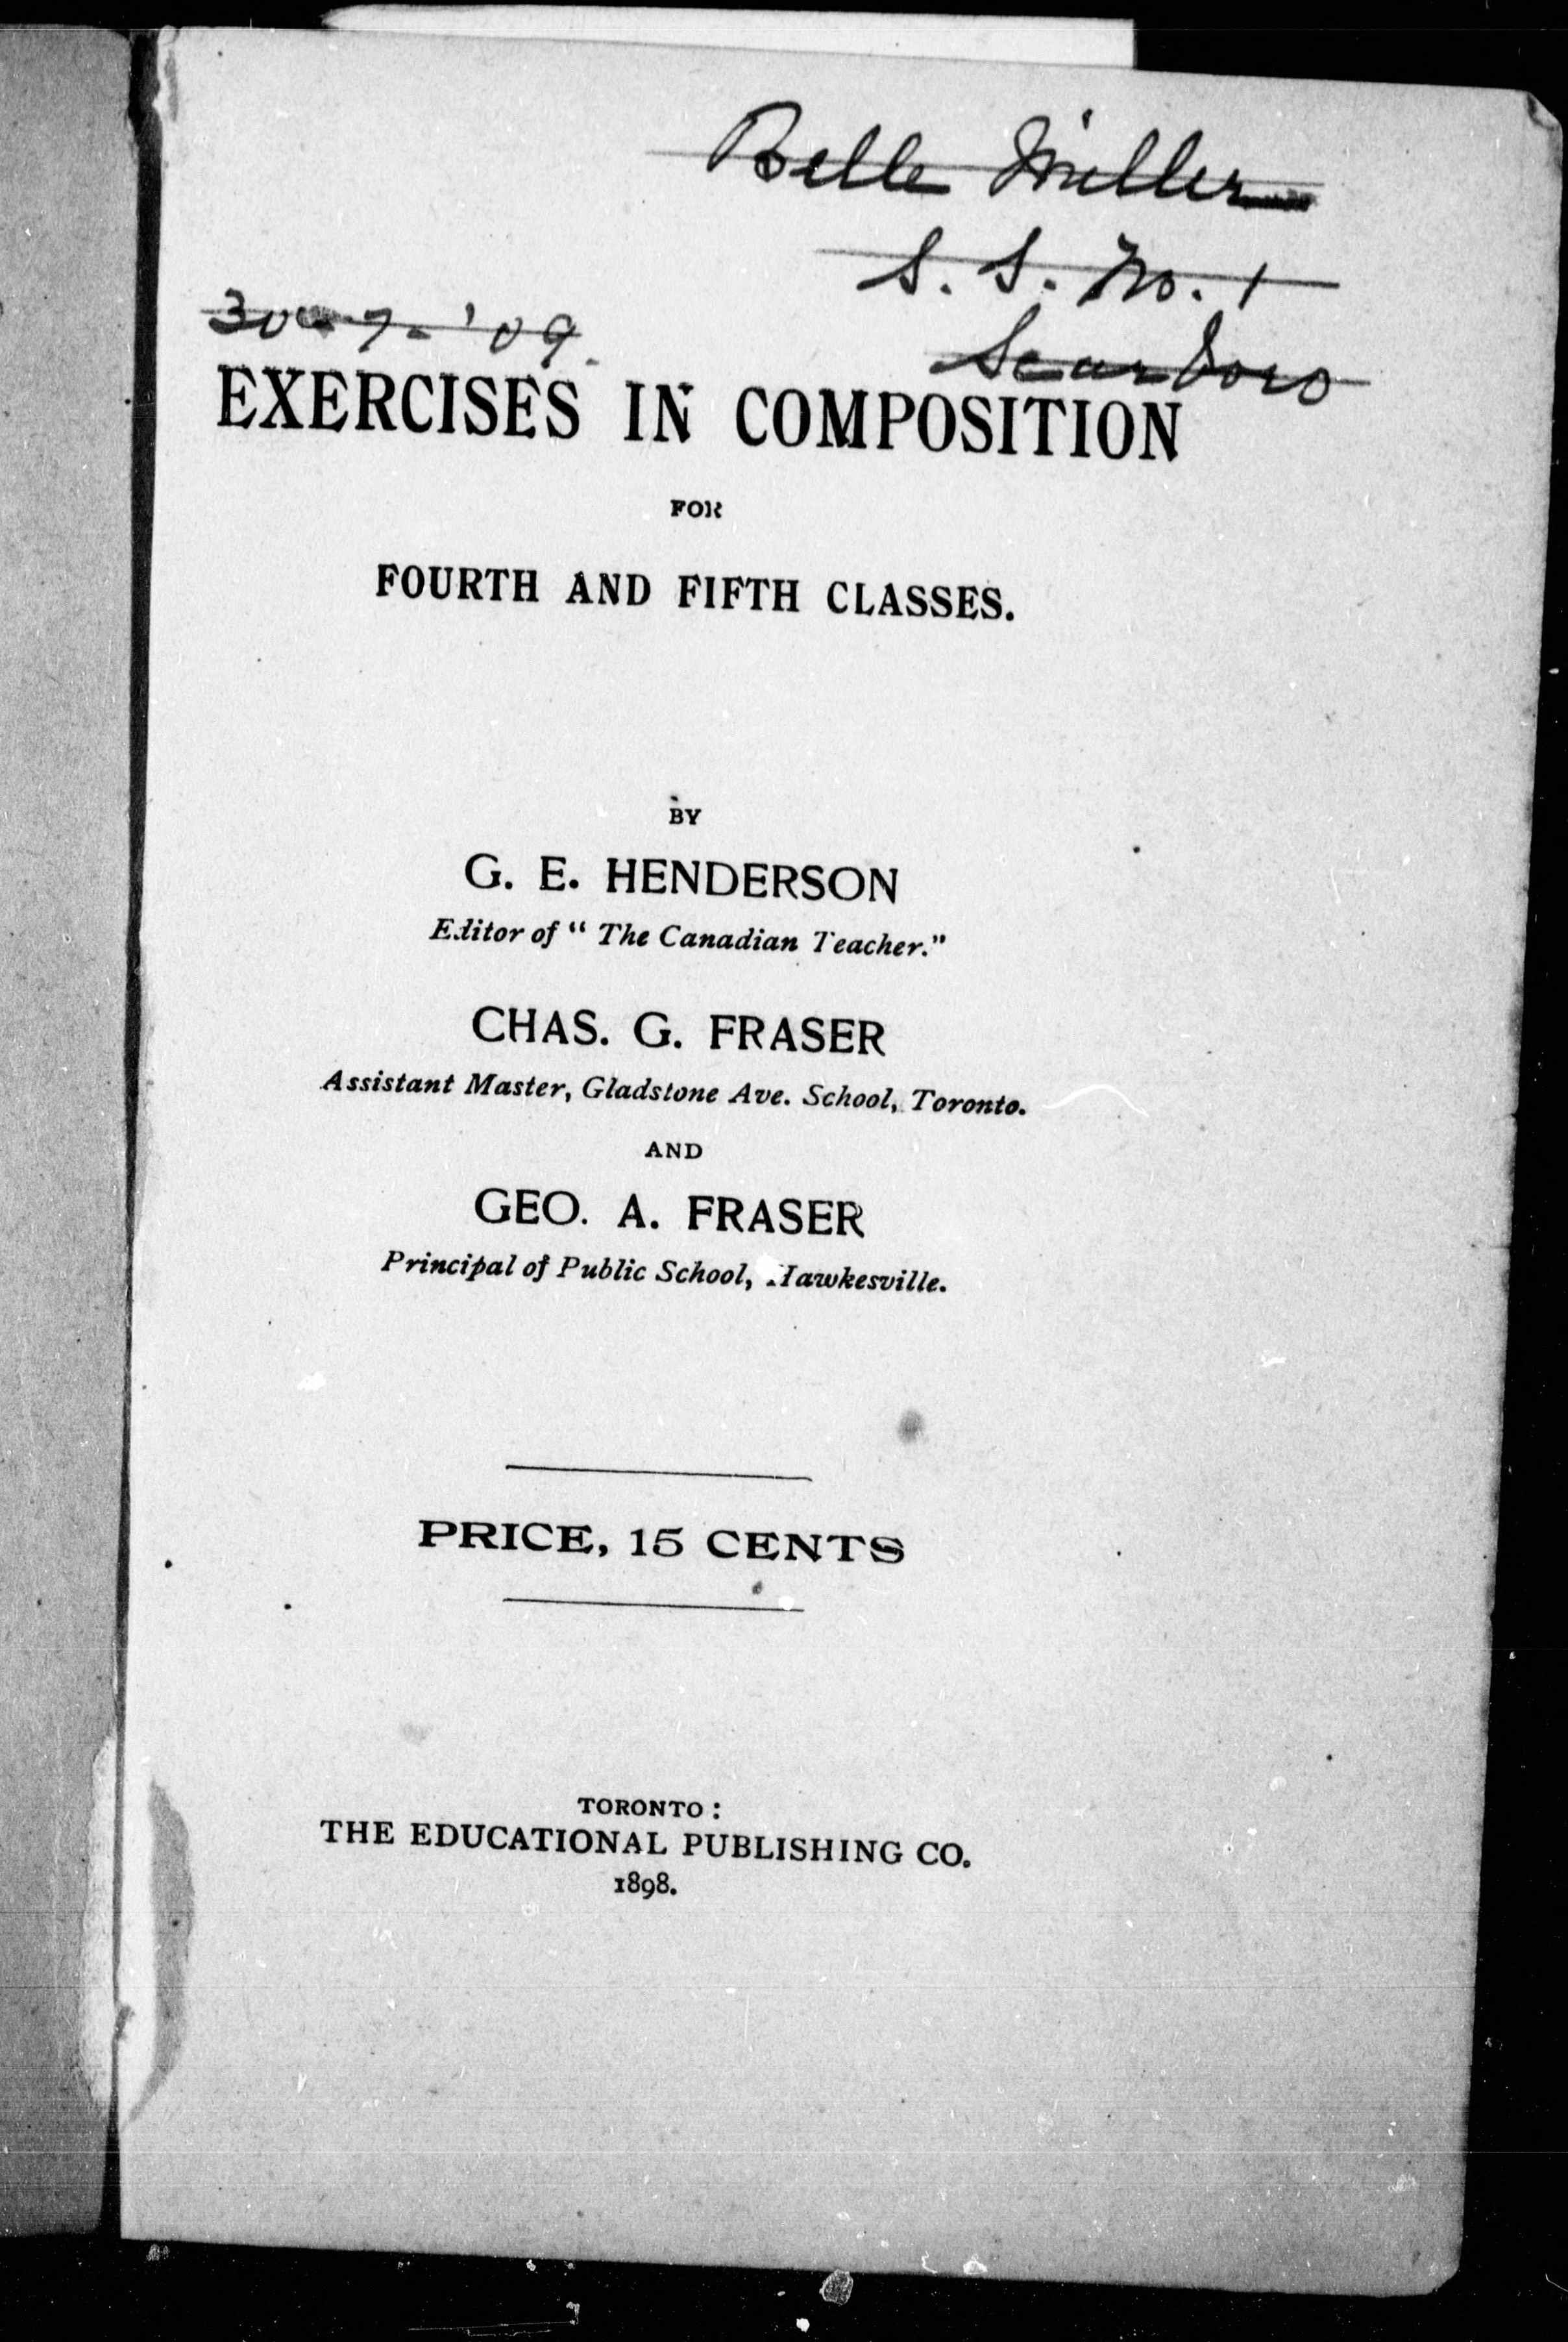 Belle Miller
S. S. No. 1
30-7-'09.
Scarboro
EXERCISES IN COMPOSITION
FOR
FOURTH AND FIFTH CLASSES.
BY
G. E. HENDERSON
Editor of "The Canadian Teacher."
CHAS. G. FRASER
Assistant Master, Gladstone Ave. School, Toronto.
AND
GEO. A. FRASER
Principal of Public School, Hawkesville.
PRICE, 15 CENTS
TORONTO:
THE EDUCATIONAL PUBLISHING CO.
1898.